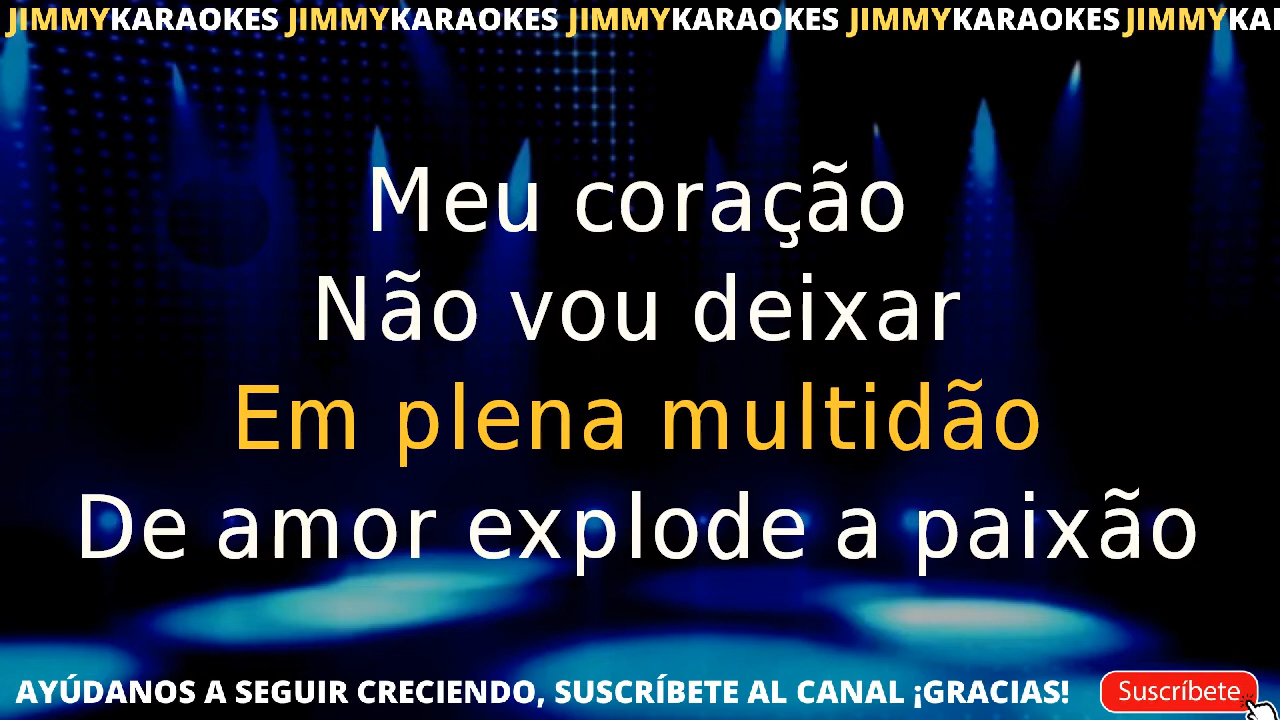 JIMMYKARAOKES JIMMYKARAOKES JIMMYKARAOKES JIMMYKARAOKES JIMMYKA
Meu coração
Não vou deixar
Em plena multidão
De amor explode a paixão
AYÚDANOS A SEGUIR CRECIENDO, SUSCRÍBETE AL CANAL ¡GRACIAS! Suscríbete